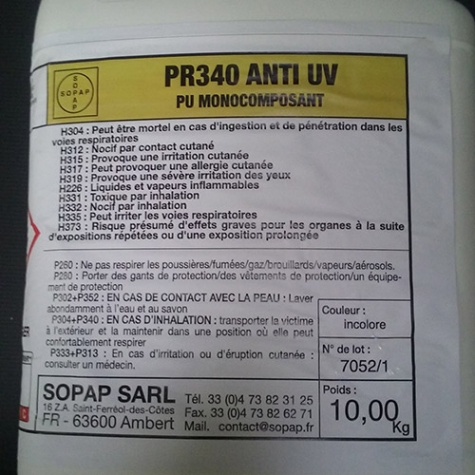 SOPAP
SOPAP
PR340 ANTI UV
PU MONOCOMPOSANT
H304 : Peut être mortel en cas d'ingestion et de pénétration dans les
voies respiratoires
H312 : Nocif par contact cutané
H315 : Provoque une irritation cutanée
H317 : Peut provoquer une allergie cutanée
H319 : Provoque une sévère irritation des yeux
H226 : Liquides et vapeurs inflammables
H331 : Toxique par inhalation
H332 : Nocif par inhalation
H335 : Peut irriter les voies respiratoires
H373 : Risque présumé d'effets graves pour les organes à la suite
d'expositions répétées ou d'une exposition prolongée
P260 : Ne pas respirer les poussières/fumées/gaz/brouillards/vapeurs/aérosols.
P280 : Porter des gants de protection/des vêtements de protection/un équipe-
ment de protection
P302+P352 : EN CAS DE CONTACT AVEC LA PEAU : Laver
abondamment à l'eau et au savon
P304+P340 : EN CAS D'INHALATION : transporter la victime
à l'extérieur et la maintenir dans une position où elle peut
confortablement respirer
P333+P313 : En cas d'irritation ou d'éruption cutanée :
consulter un médecin.
Couleur :
incolore
N° de lot :
7052/1
Poids :
10,00 Kg
SOPAP SARL
16 Z.A. Saint-Ferréol-des-Côtes
FR - 63600 Ambert
Tél. 33 (0)4 73 82 31 25
Fax. 33 (0)4 73 82 62 71
Mail. contact@sopap.fr